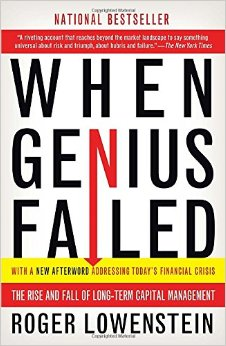 NATIONAL BESTSELLER
"A riveting account that reaches beyond the market landscape to say something
universal about risk and triumph, about hubris and failure."—The New York Times
WHEN
GENIUS
FAILED
WITH A NEW AFTERWORD ADDRESSING TODAY'S FINANCIAL CRISIS
THE RISE AND FALL OF LONG-TERM CAPITAL MANAGEMENT
ROGER LOWENSTEIN